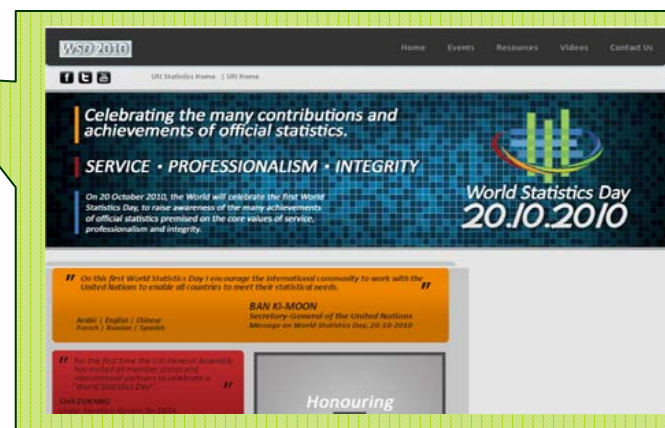 WSD 2010
Home Events Resources Videos Contact Us
UN Statistics Home | UN Home
Celebrating the many contributions and
achievements of official statistics.
SERVICE • PROFESSIONALISM • INTEGRITY
On 20 October 2010, the World will celebrate the first World
Statistics Day, to raise awareness of the many achievements
of official statistics premised on the core values of service,
professionalism and integrity.
World Statistics Day
20.10.2010
" On this first World Statistics Day I encourage the international community to work with the
United Nations to enable all countries to meet their statistical needs. "
BAN KI-MOON
Secretary-General of the United Nations
Message on World Statistics Day, 20-10-2010
Arabic | English | Chinese
French | Russian | Spanish
" For the first time the UN General Assembly
has invited all member states and
international partners to celebrate a
"World Statistics Day"... "
SHA ZUKANG
Under-Secretary-General for DESA
Honouring